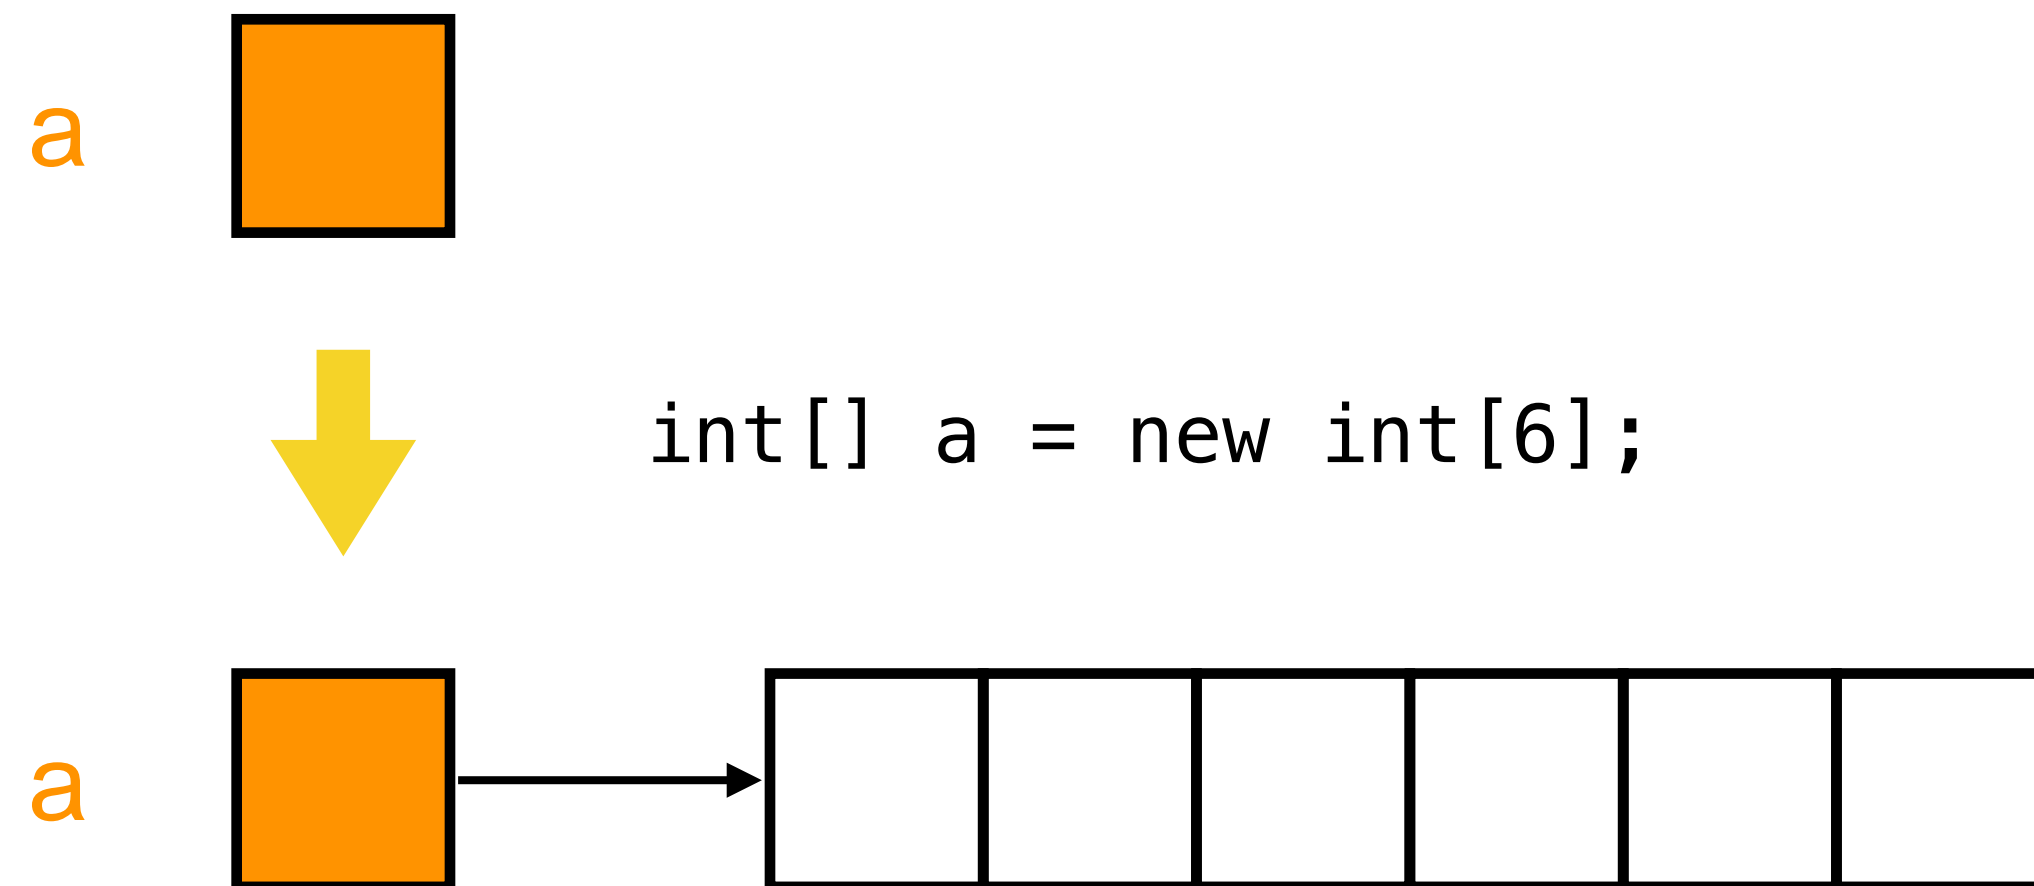 a
int[] a = new int[6];
a